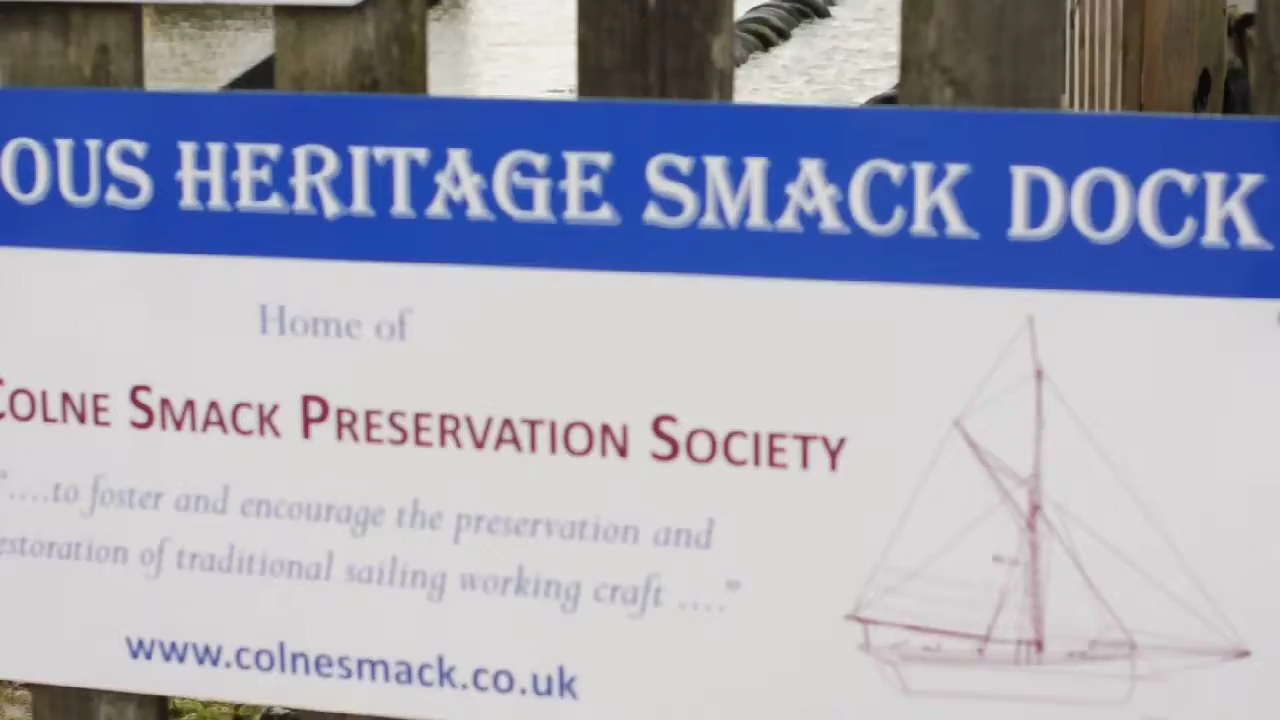 OUS HERITAGE SMACK DOCK
Home of
COLNE SMACK PRESERVATION SOCIETY
"....to foster and encourage the preservation and
estoration of traditional sailing working craft ...."
www.colnesmack.co.uk